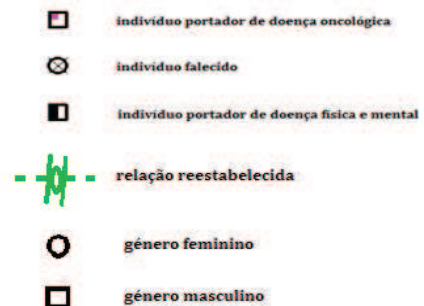 indivíduo portador de doença oncológica
indivíduo falecido
indivíduo portador de doença física e mental
relação reestabelecida
género feminino
género masculino